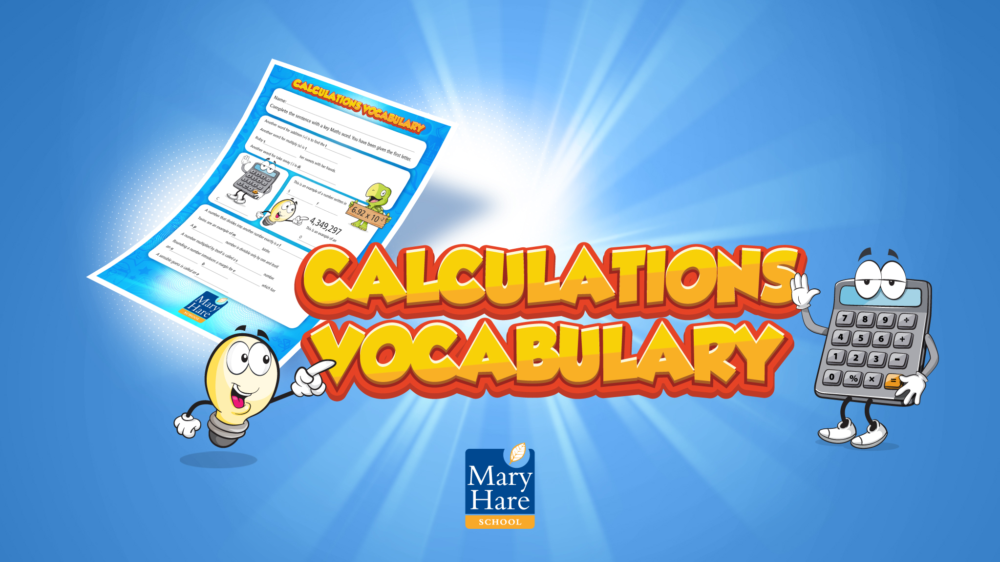 CALCULATIONS VOCABULARY
Name:
Complete the sentence with a key Maths word. You have been given the first letter.
Another word for addition (+) is to find the t
Another word for multiply (x) is t
Ruby s her sweets with her friends.
Another word for take away (-) is di
C
This is an example of a number written in
S F
6.92 x 10⁻²
4,349,297
This is an example of an
O
A number that divides into another number exactly is a f
Twins are an example of m births.
A p number is divisible only by one and itself.
A number multiplied by itself is called a s number.
Rounding a number introduces a margin for e which has
an u b
A sensible guess is called an e
Mary
Hare
SCHOOL
CALCULATIONS
VOCABULARY
7 8 9 ÷
4 5 6 +
1 2 3 -
0 % × =
Mary
Hare
SCHOOL